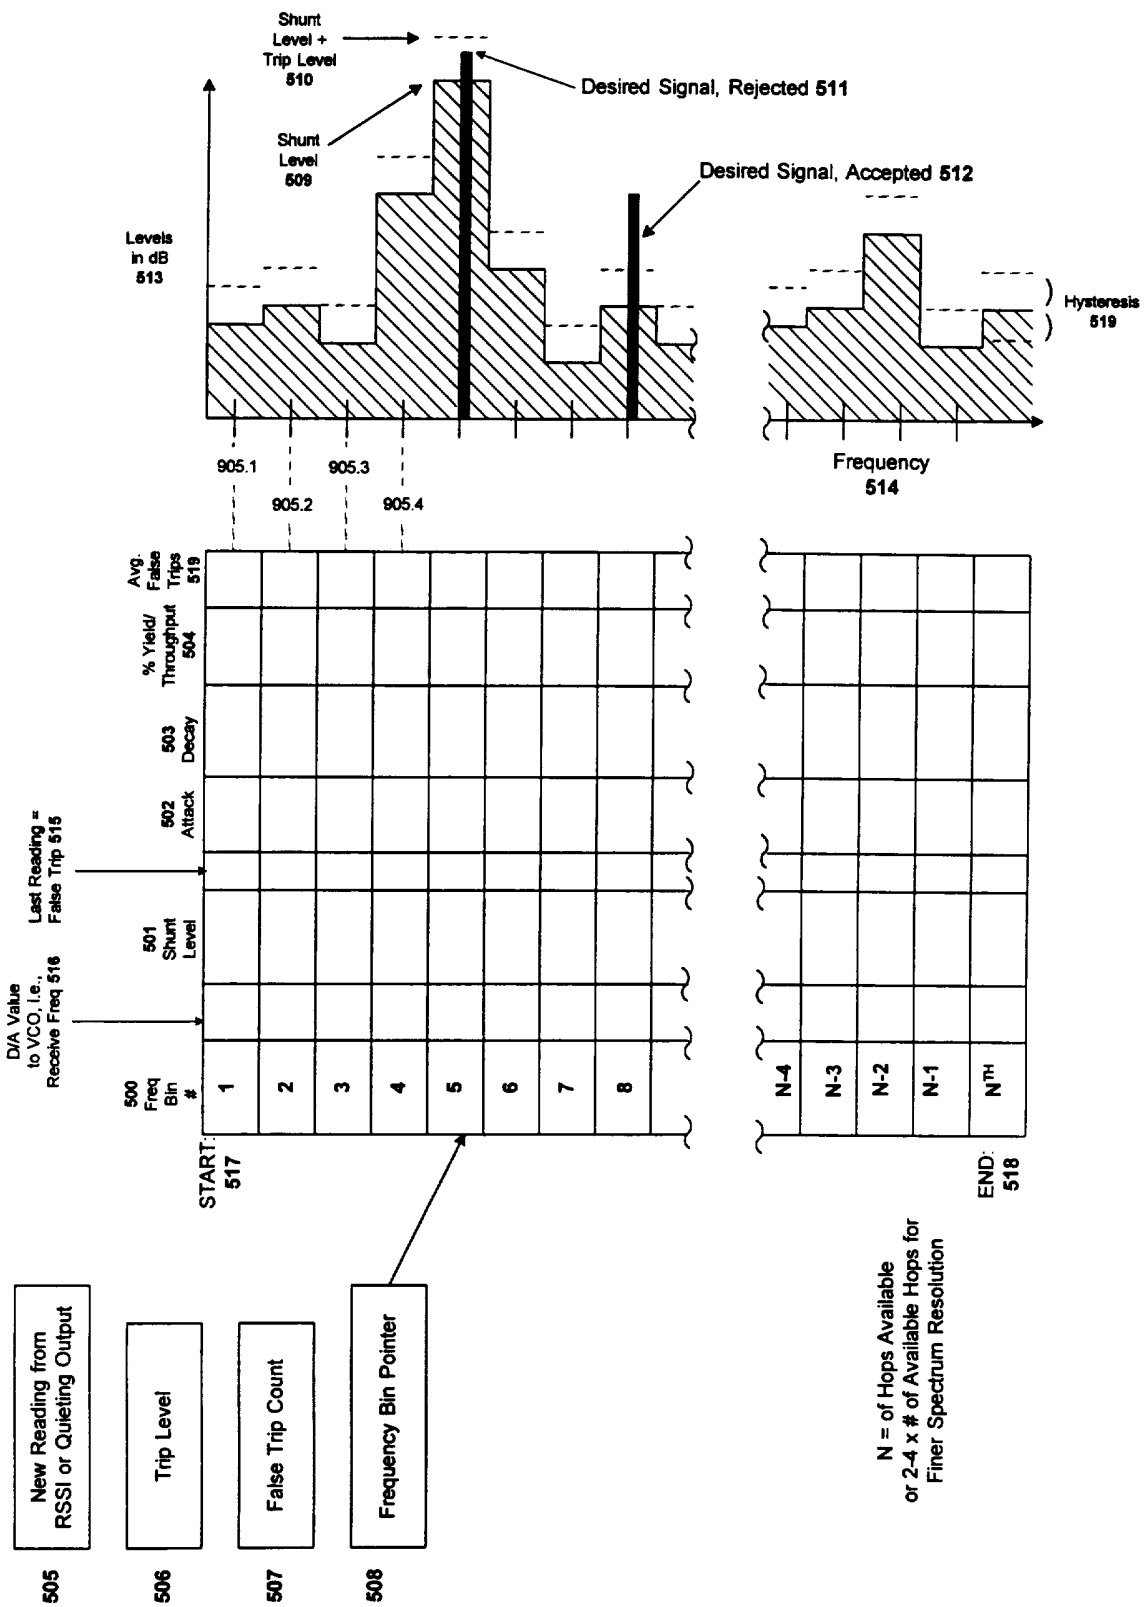 Shunt
Level +
Trip Level
510
Desired Signal, Rejected 511
Shunt
Level
509
Desired Signal, Accepted 512
Levels
in dB
513
Hysteresis
519
905.1
905.2
905.3
905.4
Frequency
514
Avg.
False
Trips
519
% Yield/
Throughput
504
503
Decay
502
Attack
Last Reading =
False Trip 515
501
Shunt
Level
D/A Value
to VCO, I.e.,
Receive Freq 516
500
Freq
Bin
#
1
2
3
4
5
6
7
8
N-4
N-3
N-2
N-1
NTH
START:
517
END:
518
505
New Reading from
RSSI or Quieting Output
506
Trip Level
507
False Trip Count
508
Frequency Bin Pointer
N = of Hops Available
or 2-4 x # of Available Hops for
Finer Spectrum Resolution